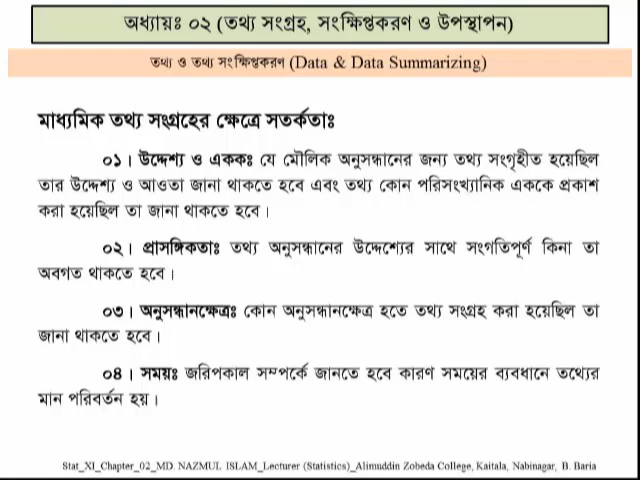 অধ্যায়ঃ ০২ (তথ্য সংগ্রহ, সংক্ষিপ্তকরণ ও উপস্থাপন)
তথ্য ও তথ্য সংক্ষিপ্তকরণ (Data & Data Summarizing)
মাধ্যমিক তথ্য সংগ্রহের ক্ষেত্রে সতর্কতাঃ
০১। উদ্দেশ্য ও এককঃ যে মৌলিক অনুসন্ধানের জন্য তথ্য সংগৃহীত হয়েছিল
তার উদ্দেশ্য ও আওতা জানা থাকতে হবে এবং তথ্য কোন পরিসংখ্যানিক এককে প্রকাশ
করা হয়েছিল তা জানা থাকতে হবে।
০২। প্রাসঙ্গিকতাঃ তথ্য অনুসন্ধানের উদ্দেশ্যের সাথে সংগতিপূর্ণ কিনা তা
অবগত থাকতে হবে।
০৩। অনুসন্ধানক্ষেত্রঃ কোন অনুসন্ধানক্ষেত্র হতে তথ্য সংগ্রহ করা হয়েছিল তা
জানা থাকতে হবে।
০৪। সময়ঃ জরিপকাল সম্পর্কে জানতে হবে কারণ সময়ের ব্যবধানে তথ্যের
মান পরিবর্তন হয়।
Stat_XI_Chapter_02_MD. NAZMUL ISLAM_Lecturer (Statistics)_Alimuddin Zobeda College, Kaitala, Nabinagar, B. Baria